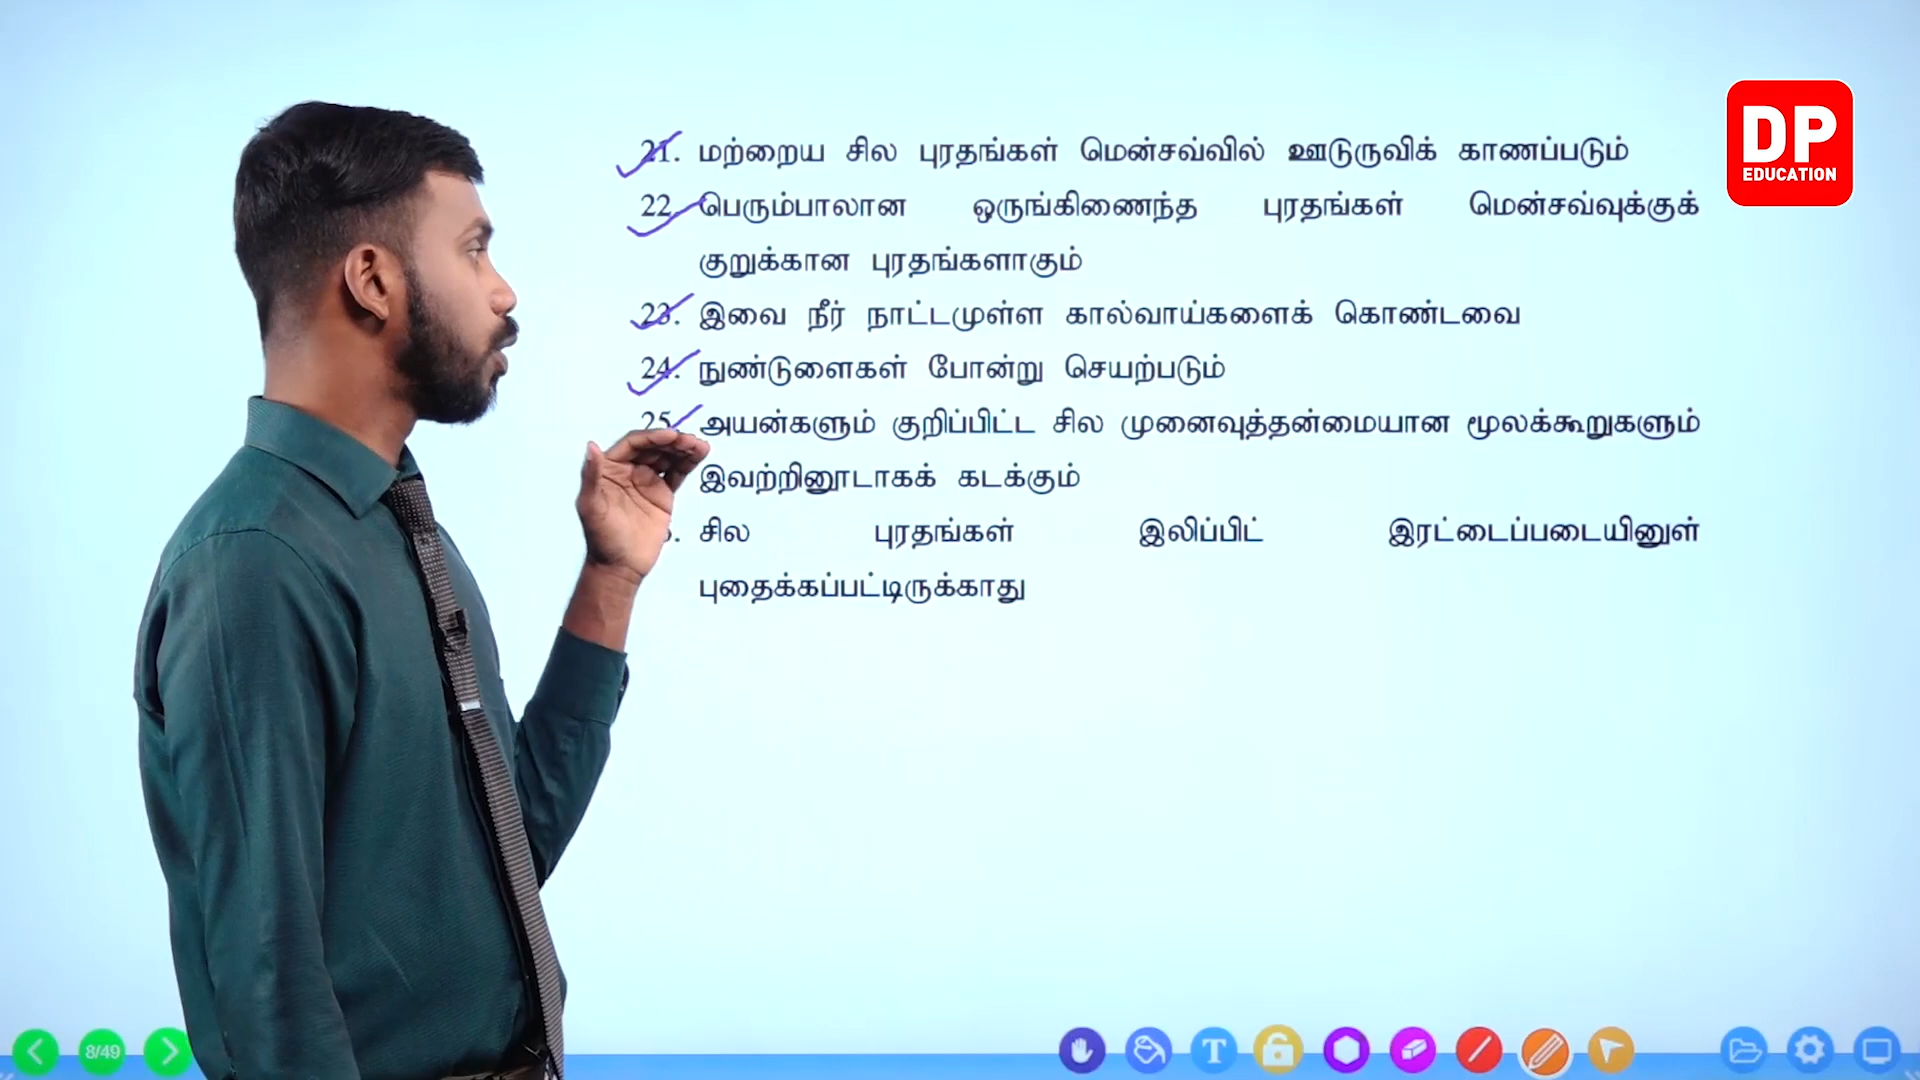 DP
EDUCATION
21. மற்றைய சில புரதங்கள் மென்சவ்வில் ஊடுருவிக் காணப்படும்
22. பெரும்பாலான ஒருங்கிணைந்த புரதங்கள் மென்சவ்வுக்குக்
குறுக்கான புரதங்களாகும்
23. இவை நீர் நாட்டமுள்ள கால்வாய்களைக் கொண்டவை
24. நுண்டுளைகள் போன்று செயற்படும்
25. அயன்களும் குறிப்பிட்ட சில முனைவுத்தன்மையான மூலக்கூறுகளும்
இவற்றினூடாகக் கடக்கும்
சில புரதங்கள் இலிப்பிட் இரட்டைப்படையினுள்
புதைக்கப்பட்டிருக்காது
8/49
T